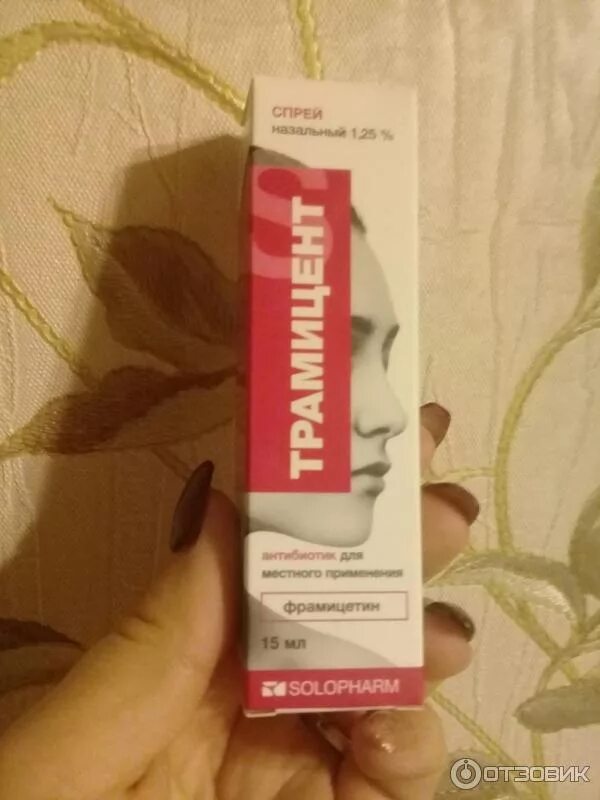 СПРЕЙ
назальный 1,25 %
S
ТРАМИЦЕНТ
антибиотик для
местного применения
фрамицетин
15 мл
SOLOPHARM
ОТЗОВИК